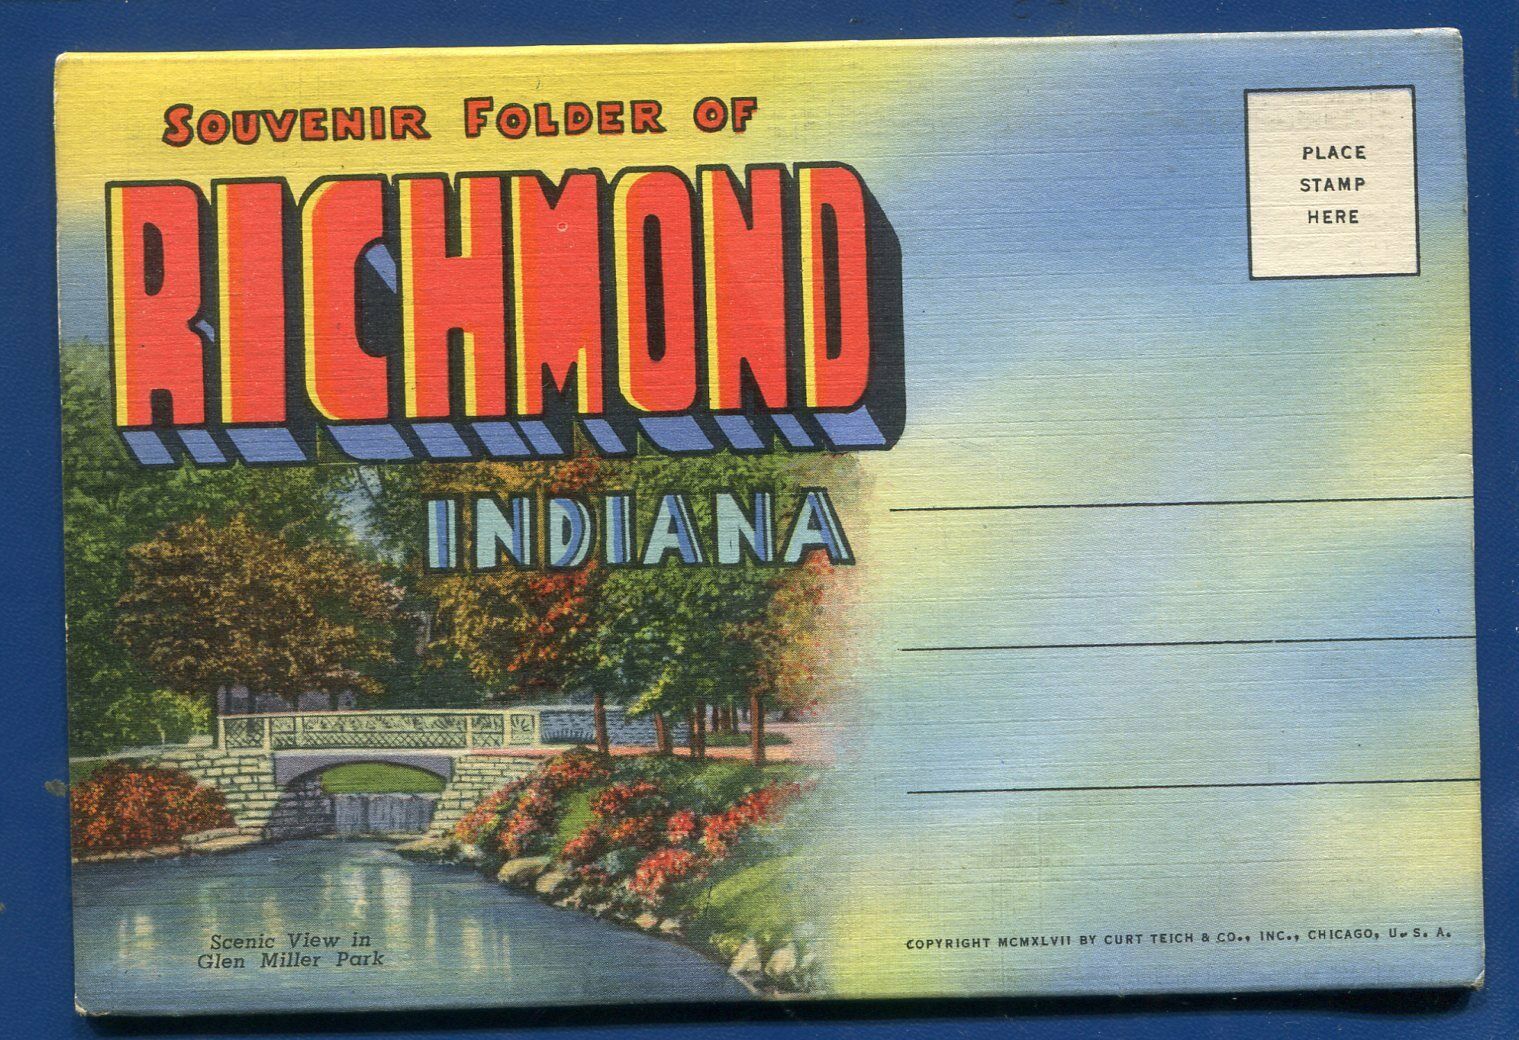 SOUVENIR FOLDER OF
RICHMOND
INDIANA
PLACE
STAMP
HERE
Scenic View in
Glen Miller Park
COPYRIGHT MCMXLVII BY CURT TEICH & CO., INC., CHICAGO, U. S. A.